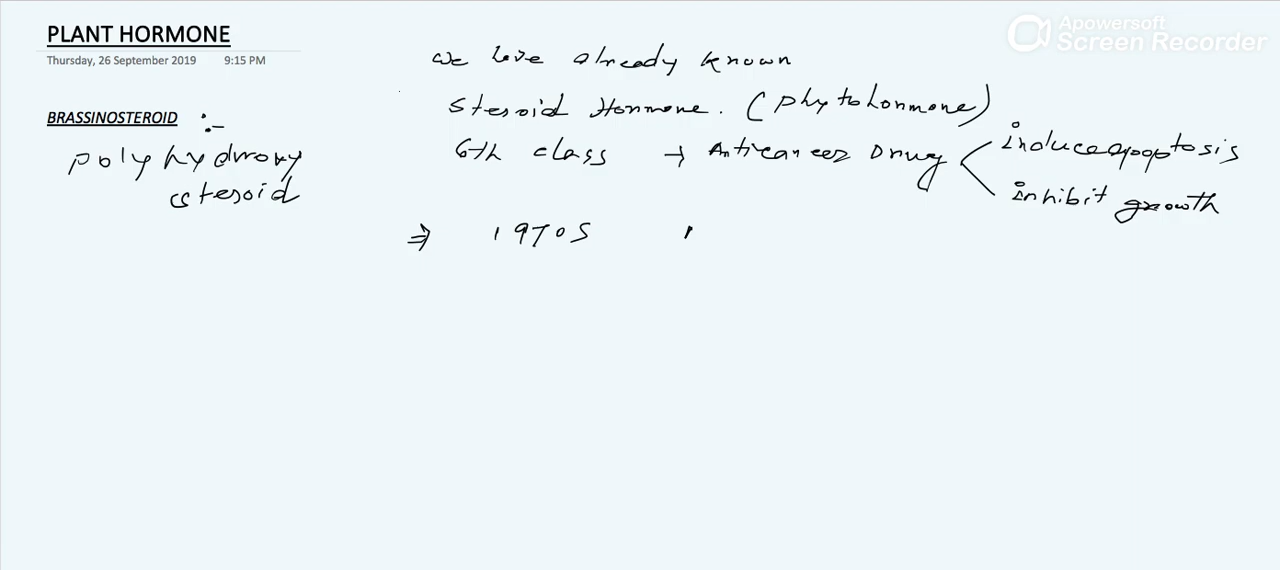 PLANT HORMONE
Thursday, 26 September 2019 9:15 PM
Apowersoft
Screen Recorder
BRASSINOSTEROID :-
polyhydroxy
steroid
we have already known
steroid Hormone. (phytohormone)
6th class → Anticancer Drug
induce apoptosis
inhibit growth
⇒ 1970s